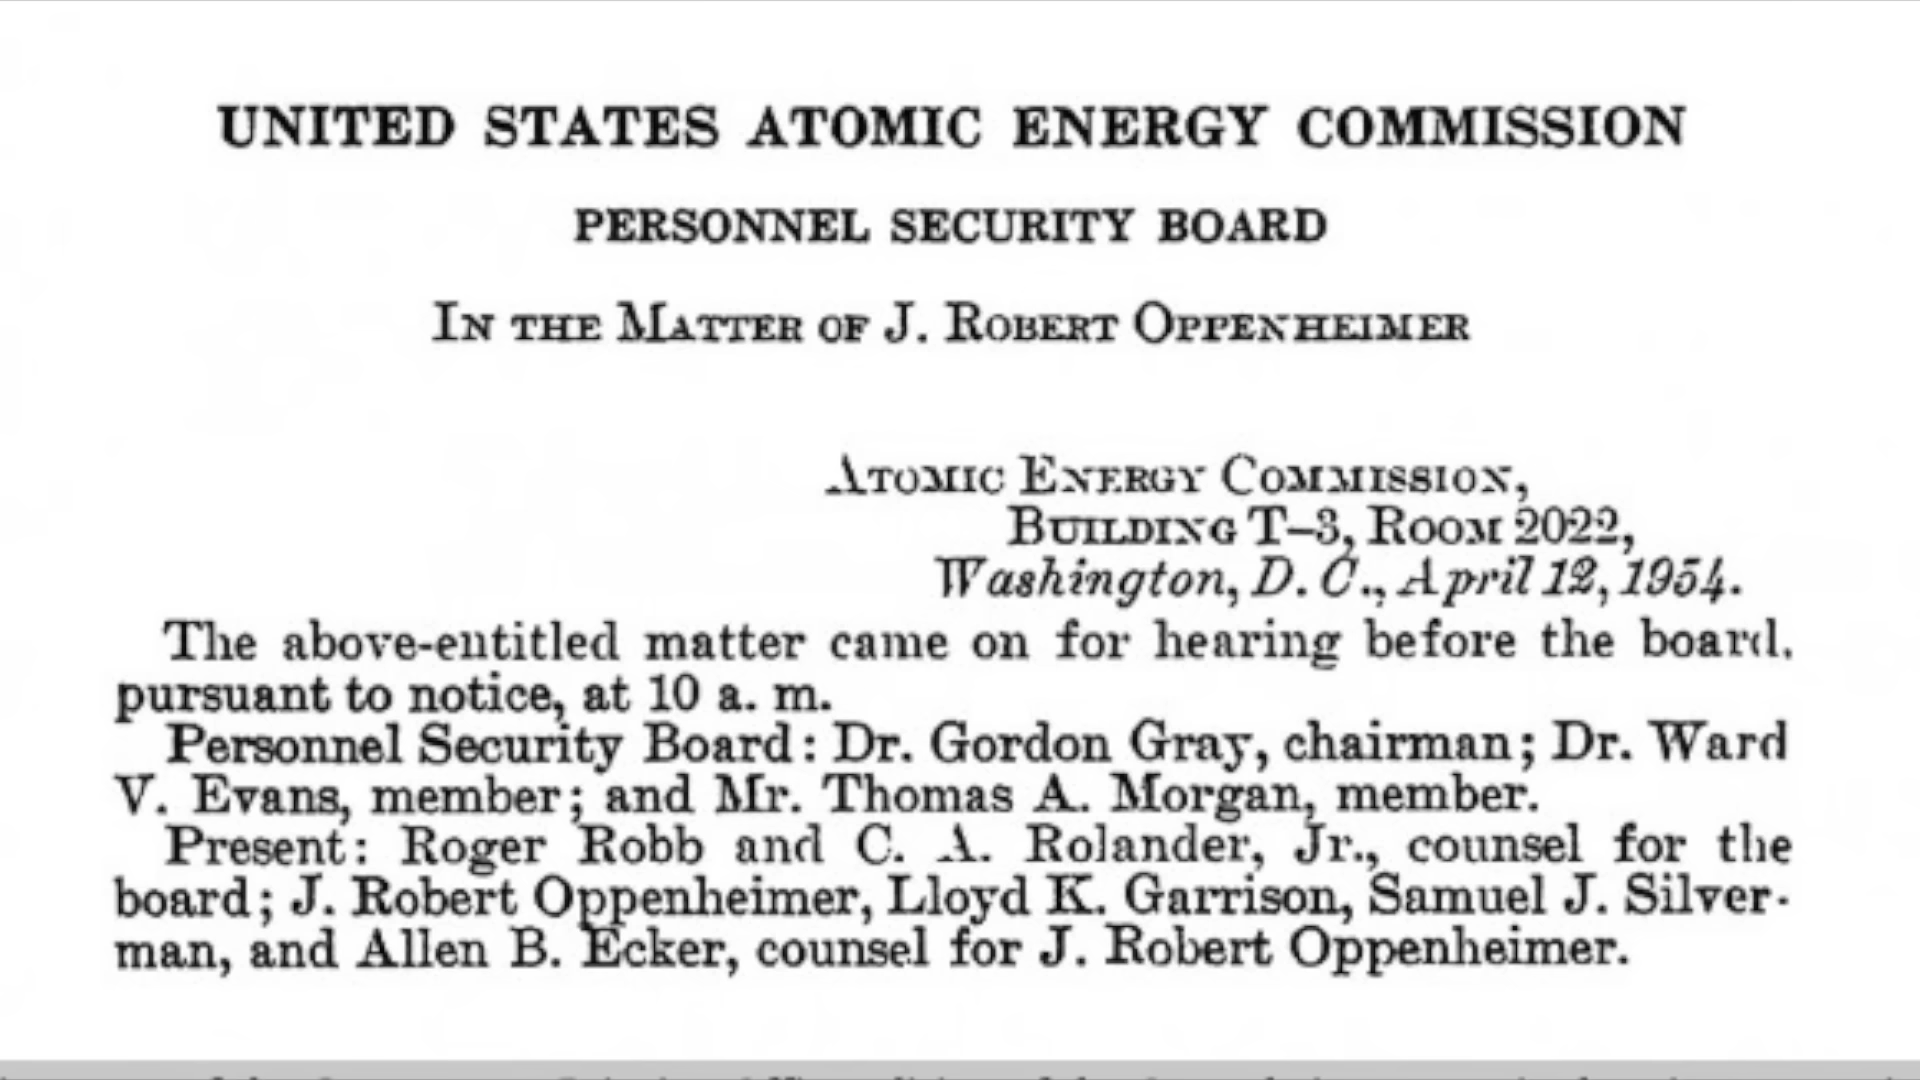 UNITED STATES ATOMIC ENERGY COMMISSION
PERSONNEL SECURITY BOARD
IN THE MATTER OF J. ROBERT OPPENHEIMER
ATOMIC ENERGY COMMISSION,
BUILDING T–3, ROOM 2022,
Washington, D. C., April 12, 1954.
The above-entitled matter came on for hearing before the board,
pursuant to notice, at 10 a. m.
Personnel Security Board: Dr. Gordon Gray, chairman; Dr. Ward
V. Evans, member; and Mr. Thomas A. Morgan, member.
Present: Roger Robb and C. A. Rolander, Jr., counsel for the
board; J. Robert Oppenheimer, Lloyd K. Garrison, Samuel J. Silver-
man, and Allen B. Ecker, counsel for J. Robert Oppenheimer.